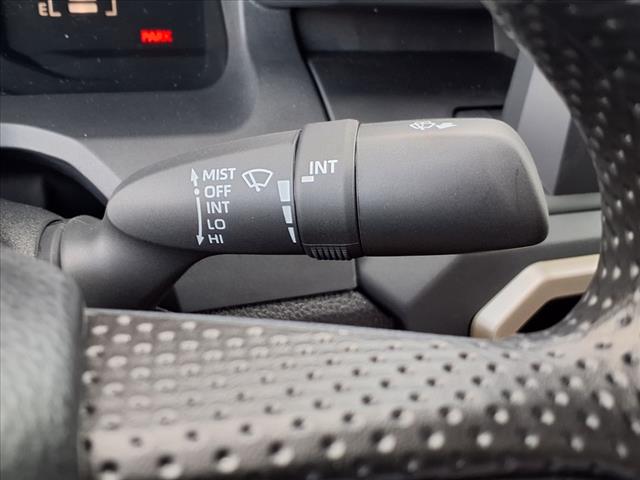 E
PARK
MIST
OFF
INT
LO
HI
INT